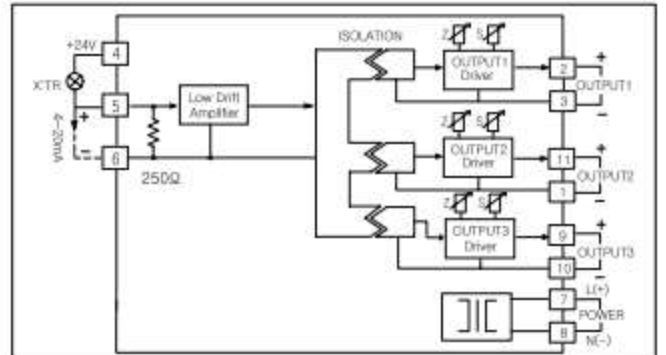 +24V
4
X'TR
5
+
4~20mA
-
6
250Ω
Low Drift
Amplifier
ISOLATION
Z
S
OUTPUT1
Driver
2
+
OUTPUT1
3
-
Z
S
OUTPUT2
Driver
11
+
OUTPUT2
1
-
Z
S
OUTPUT3
Driver
9
+
OUTPUT3
10
-
L(+)
7
POWER
8
N(-)